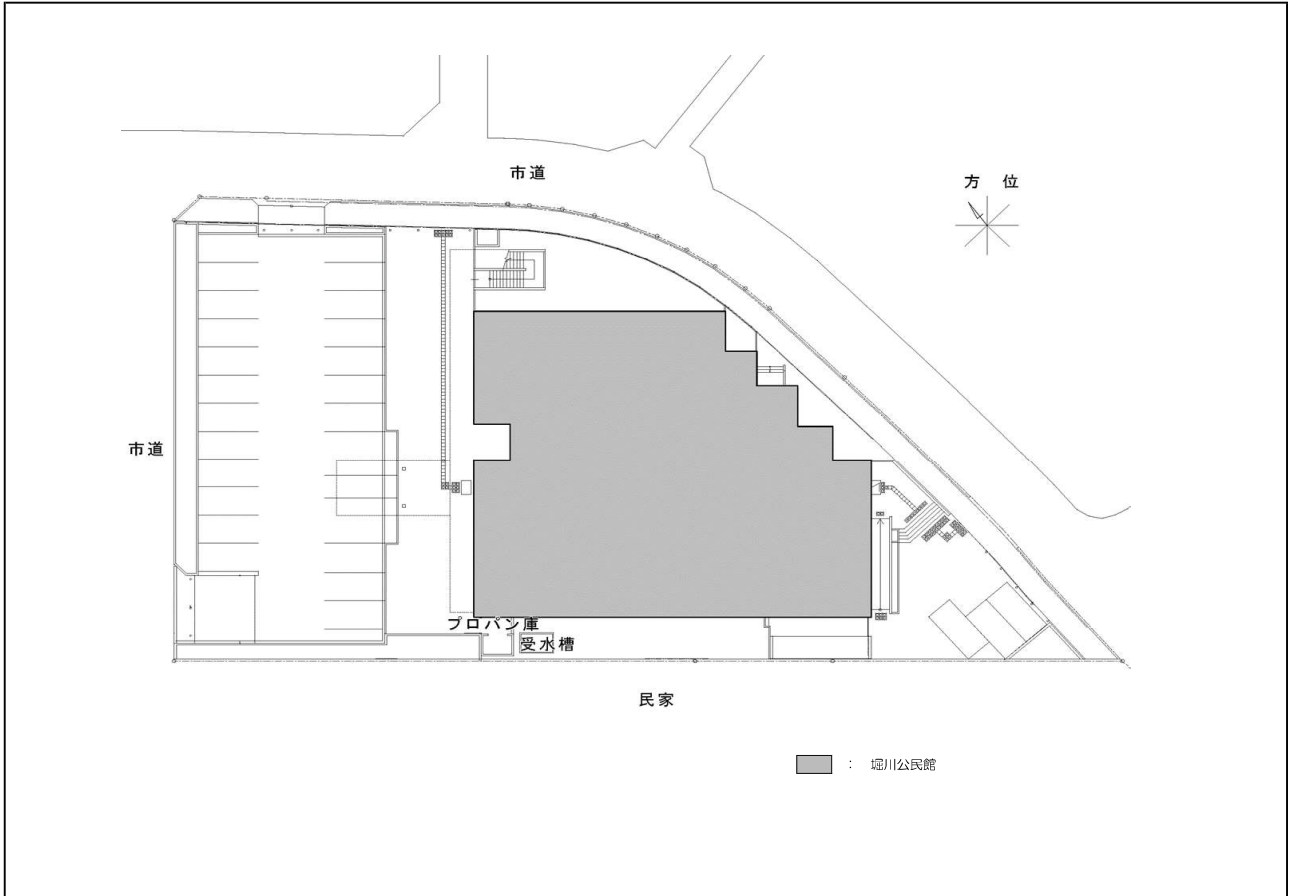 市道
方 位
市道
プロパン庫
受水槽
民家
： 堀川公民館